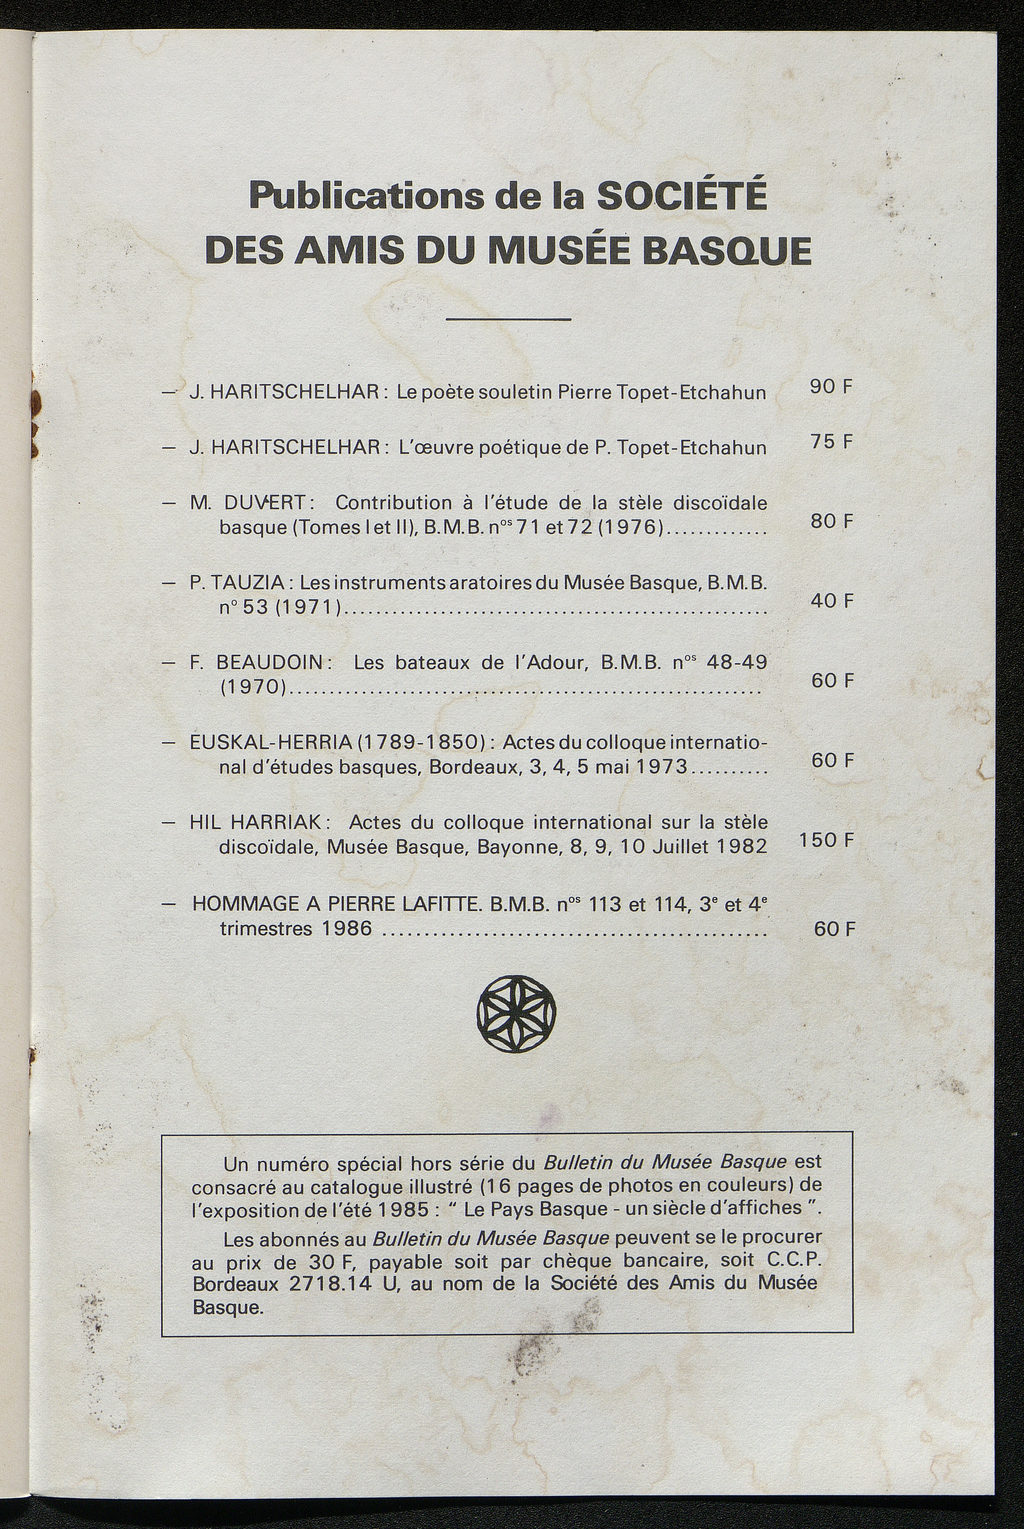 Publications de la SOCIÉTÉ
DES AMIS DU MUSÉE BASQUE
— J. HARITSCHELHAR : Le poète souletin Pierre Topet-Etchahun 90 F
— J. HARITSCHELHAR : L'œuvre poétique de P. Topet-Etchahun 75 F
— M. DUVERT : Contribution à l'étude de la stèle discoïdale
basque (Tomes I et II), B.M.B. nos 71 et 72 (1976)............. 80 F
— P. TAUZIA : Les instruments aratoires du Musée Basque, B.M.B.
n° 53 (1971)..................................................... 40 F
— F. BEAUDOIN : Les bateaux de l'Adour, B.M.B. nos 48-49
(1970)........................................................... 60 F
— EUSKAL-HERRIA (1789-1850) : Actes du colloque internatio-
nal d'études basques, Bordeaux, 3, 4, 5 mai 1973.......... 60 F
— HIL HARRIAK : Actes du colloque international sur la stèle
discoïdale, Musée Basque, Bayonne, 8, 9, 10 Juillet 1982 150 F
— HOMMAGE A PIERRE LAFITTE. B.M.B. nos 113 et 114, 3e et 4e
trimestres 1986 .............................................. 60 F
Un numéro spécial hors série du Bulletin du Musée Basque est
consacré au catalogue illustré (16 pages de photos en couleurs) de
l'exposition de l'été 1985 : " Le Pays Basque - un siècle d'affiches ".
Les abonnés au Bulletin du Musée Basque peuvent se le procurer
au prix de 30 F, payable soit par chèque bancaire, soit C.C.P.
Bordeaux 2718.14 U, au nom de la Société des Amis du Musée
Basque.